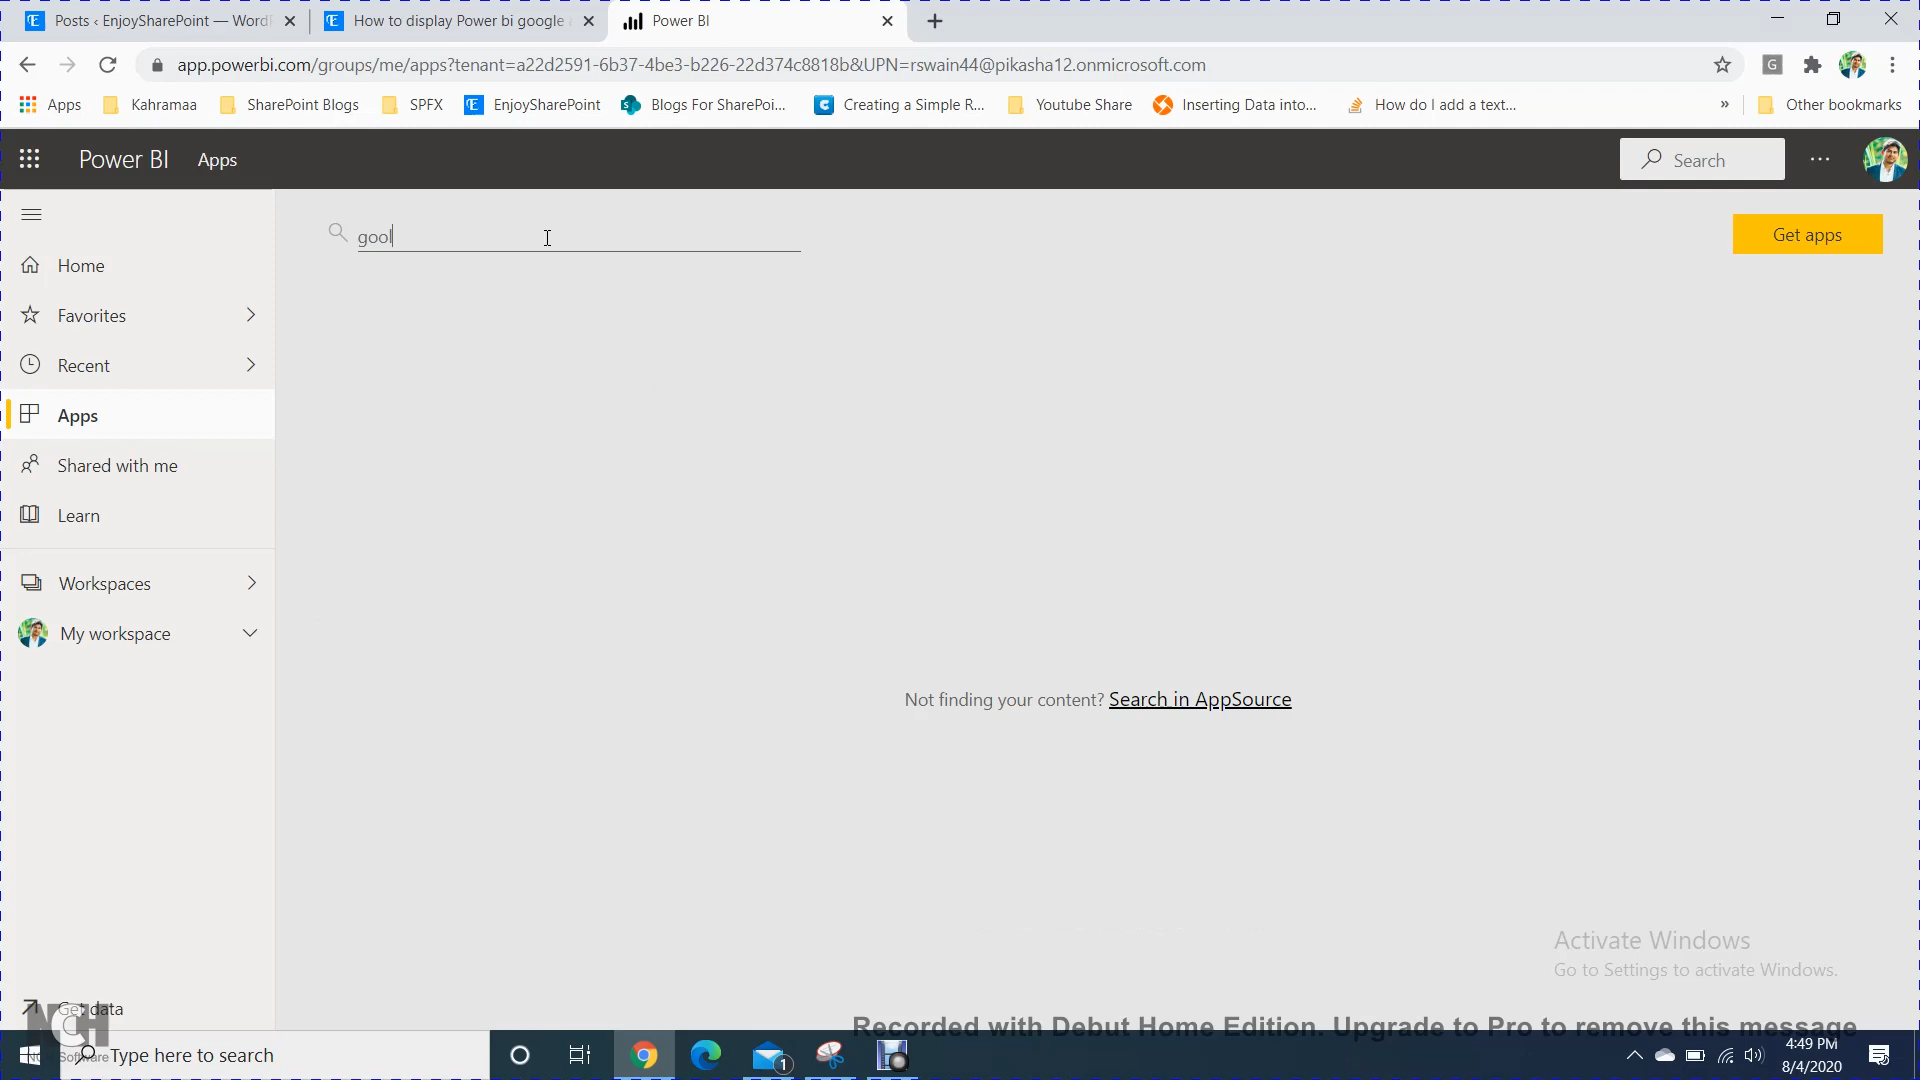 Posts ‹ EnjoySharePoint — Word
How to display Power bi google
Power BI
app.powerbi.com/groups/me/apps?tenant=a22d2591-6b37-4be3-b226-22d374c8818b&UPN=rswain44@pikasha12.onmicrosoft.com
G
Apps
Kahramaa
SharePoint Blogs
SPFX
EnjoySharePoint
Blogs For SharePoi...
Creating a Simple R...
Youtube Share
Inserting Data into...
How do I add a text...
»
Other bookmarks
Power BI
Apps
Search
gool
Get apps
Home
Favorites
Recent
Apps
Shared with me
Learn
Workspaces
My workspace
Not finding your content? Search in AppSource
Activate Windows
Go to Settings to activate Windows.
Get data
NCH
NCH Software
Recorded with Debut Home Edition. Upgrade to Pro to remove this message
Type here to search
1
4:49 PM
8/4/2020